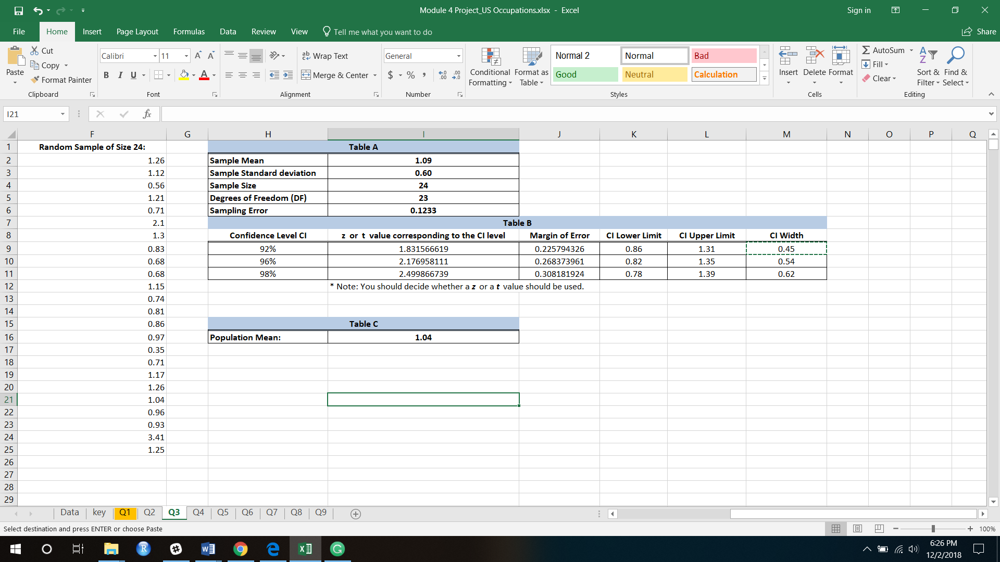 Module 4 Project_US Occupations.xlsx - Excel
Sign in
File Home Insert Page Layout Formulas Data Review View Tell me what you want to do
Share
Paste
Cut
Copy
Format Painter
Clipboard
Calibri 11
B I U
Font
Wrap Text
Merge & Center
Alignment
General
$ % ,
Number
Conditional Formatting
Format as Table
Normal 2 Normal Bad
Good Neutral Calculation
Styles
Insert Delete Format
Cells
AutoSum
Fill
Clear
Sort & Filter
Find & Select
Editing
I21
fx
F G H I J K L M N O P Q
1 Random Sample of Size 24: Table A
2 1.26 Sample Mean 1.09
3 1.12 Sample Standard deviation 0.60
4 0.56 Sample Size 24
5 1.21 Degrees of Freedom (DF) 23
6 0.71 Sampling Error 0.1233
7 2.1 Table B
8 1.3 Confidence Level CI z or t value corresponding to the CI level Margin of Error CI Lower Limit CI Upper Limit CI Width
9 0.83 92% 1.831566619 0.225794326 0.86 1.31 0.45
10 0.68 96% 2.176958111 0.268373961 0.82 1.35 0.54
11 0.68 98% 2.499866739 0.308181924 0.78 1.39 0.62
12 1.15 * Note: You should decide whether a z or a t value should be used.
13 0.74
14 0.81
15 0.86 Table C
16 0.97 Population Mean: 1.04
17 0.35
18 0.71
19 1.17
20 1.26
21 1.04
22 0.96
23 0.93
24 3.41
25 1.25
26
27
28
29
Data key Q1 Q2 Q3 Q4 Q5 Q6 Q7 Q8 Q9
Select destination and press ENTER or choose Paste
100%
6:26 PM
12/2/2018